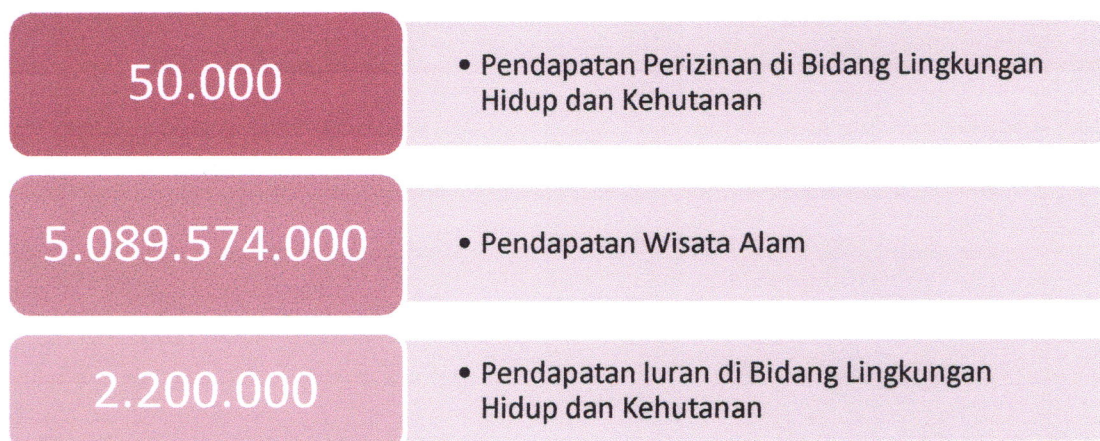 50.000
• Pendapatan Perizinan di Bidang Lingkungan
Hidup dan Kehutanan
5.089.574.000
• Pendapatan Wisata Alam
2.200.000
• Pendapatan Iuran di Bidang Lingkungan
Hidup dan Kehutanan